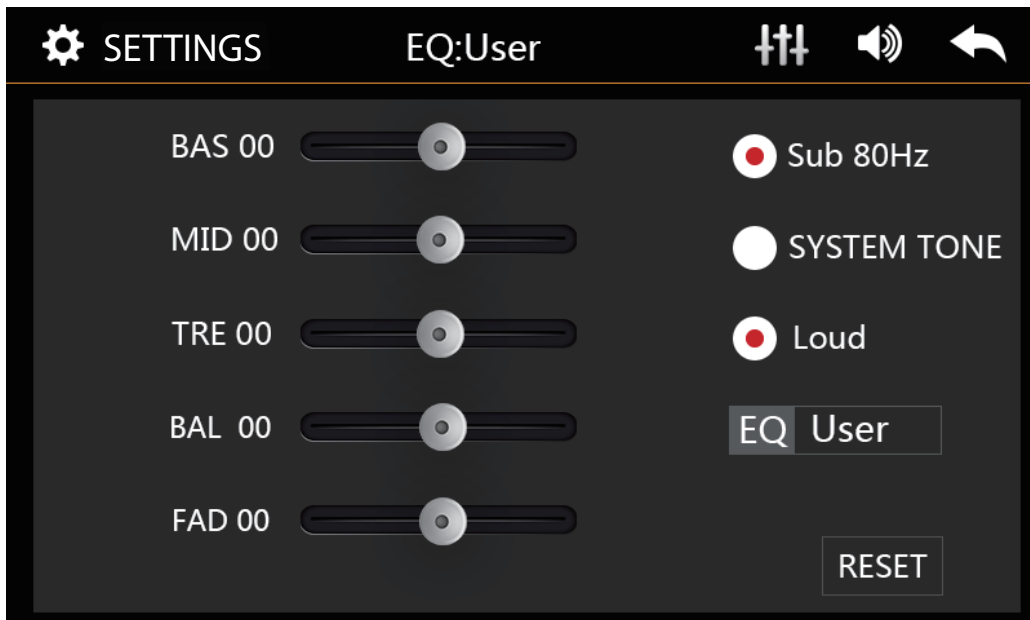 SETTINGS EQ:User
BAS 00
MID 00
TRE 00
BAL 00
FAD 00
Sub 80Hz
SYSTEM TONE
Loud
EQ User
RESET